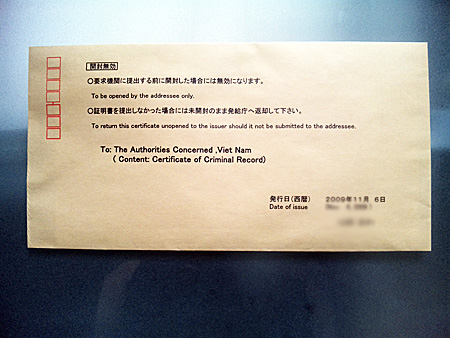 開封無効
○要求機関に提出する前に開封した場合には無効になります。
To be opened by the addressee only.
○証明書を提出しなかった場合には未開封のまま発給庁へ返却して下さい。
To return this certificate unopened to the issuer should it not be submitted to the addressee.
To: The Authorities Concerned ,Viet Nam
( Content: Certificate of Criminal Record)
発行日(西暦) 2009年11月 6日
Date of issue